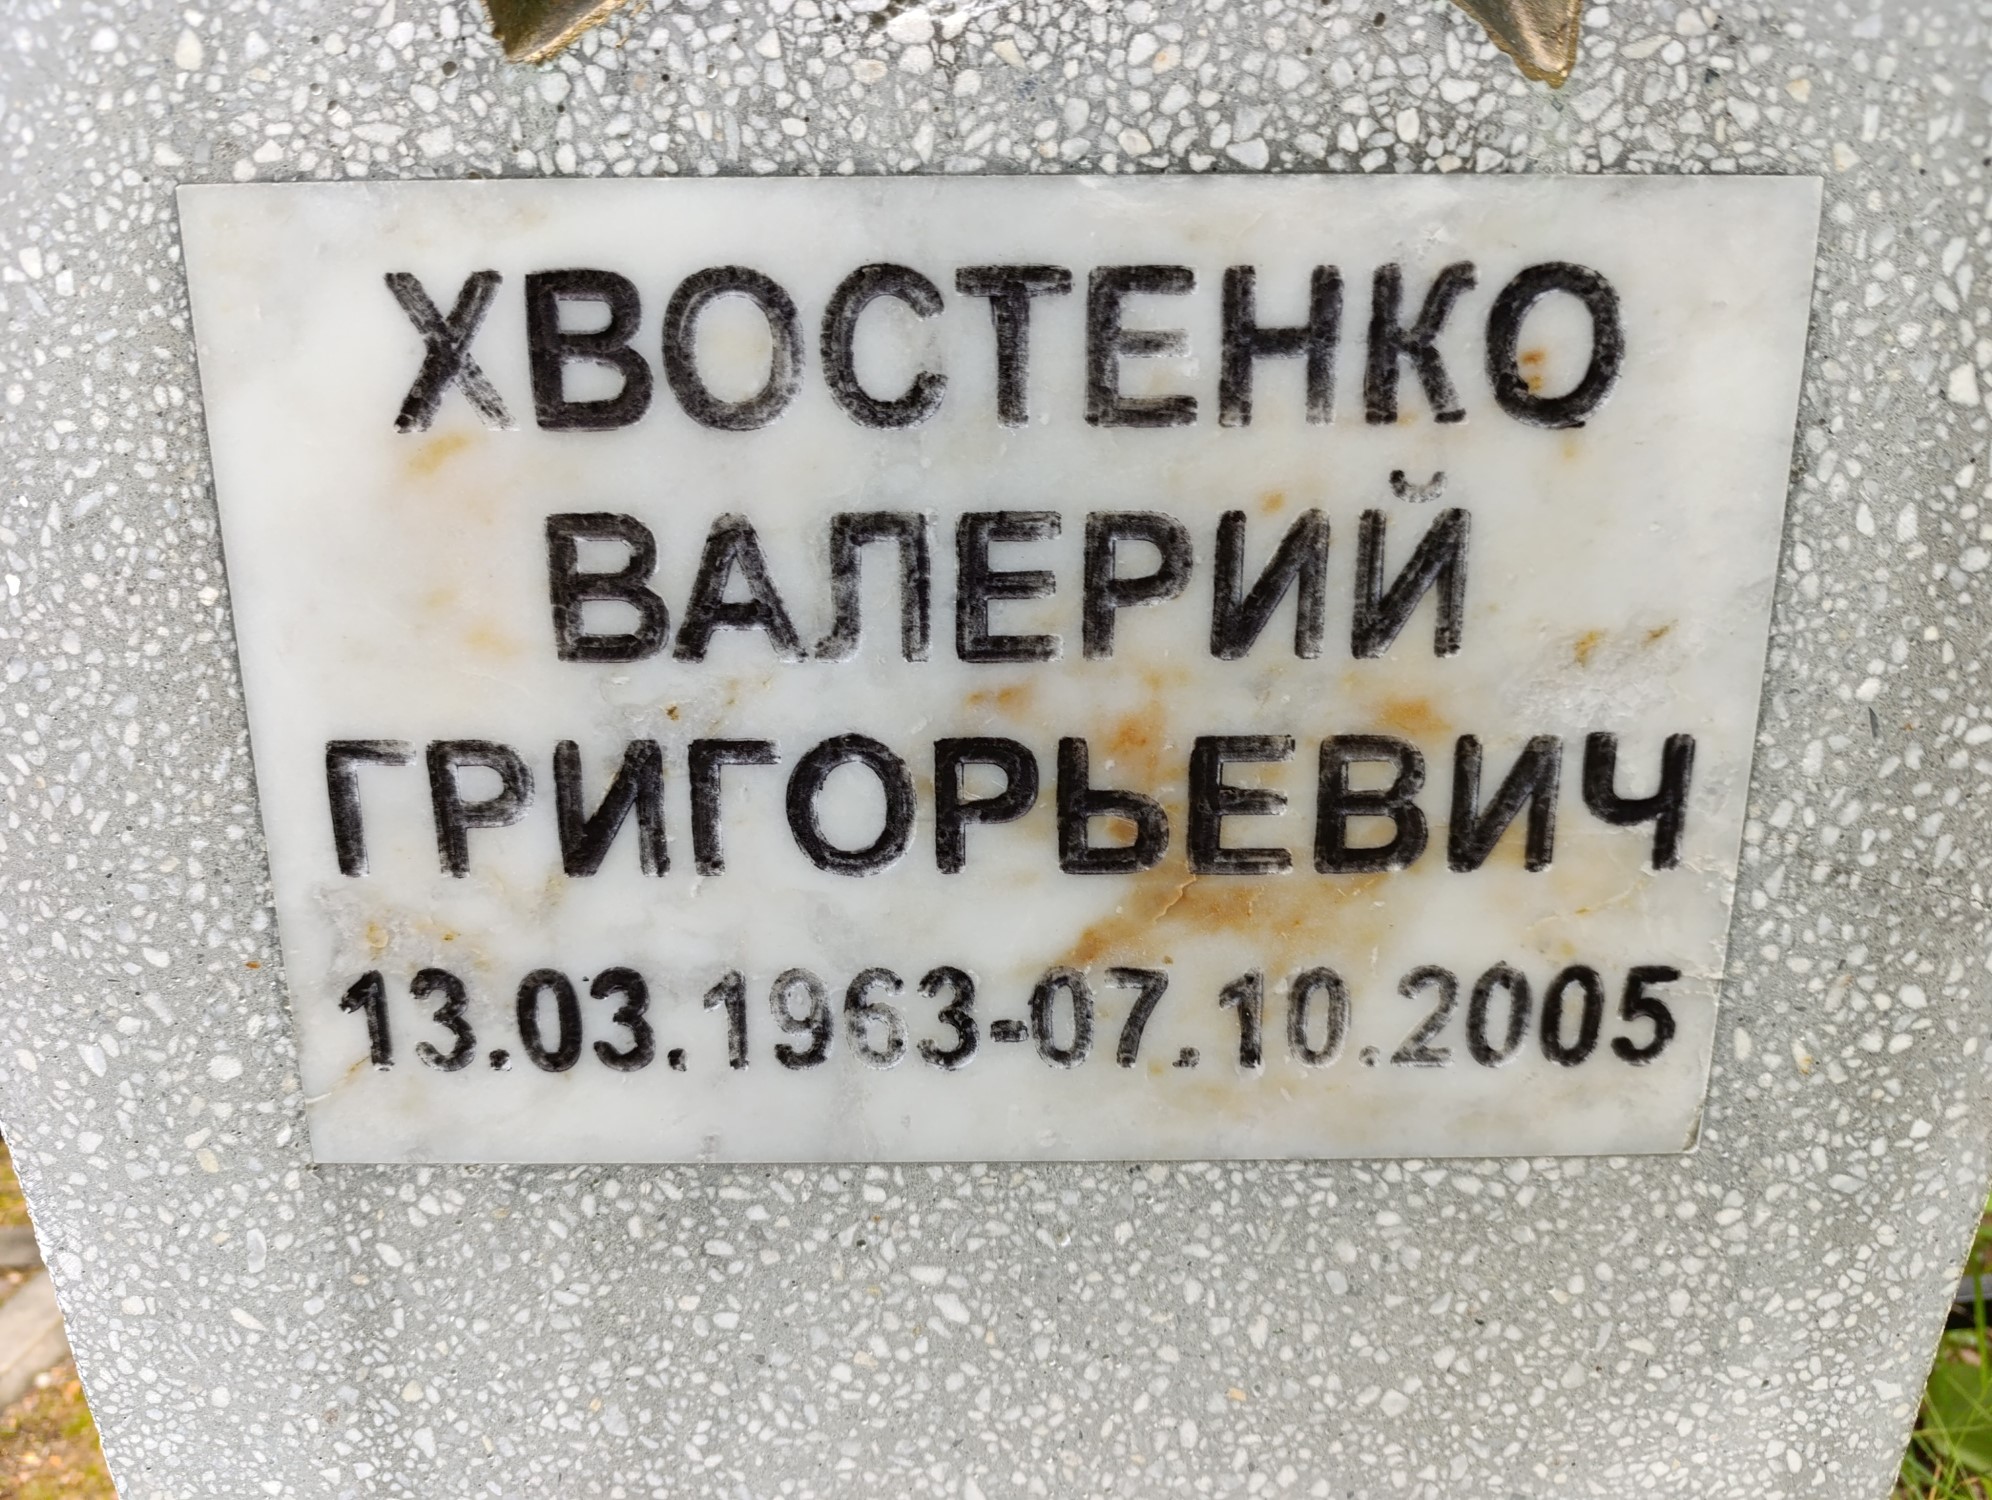 ХВОСТЕНКО
ВАЛЕРИЙ
ГРИГОРЬЕВИЧ
13.03.1963-07.10.2005